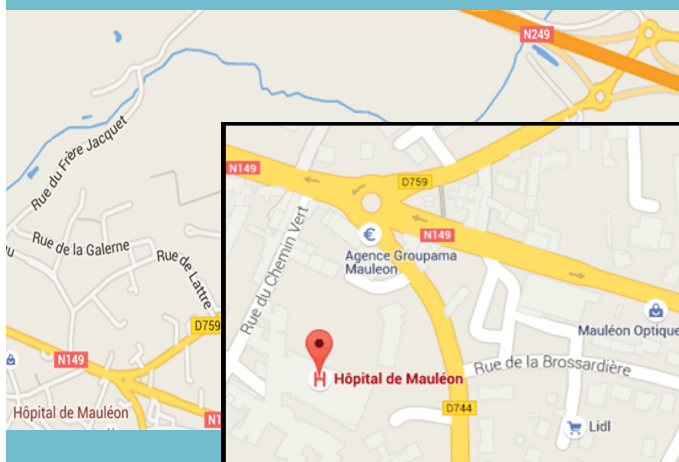 N249
Rue du Frère Jacquet
Rue de la Galerne
Rue de Lattre
D759
N149
Hôpital de Mauléon
N149
D759
N149
Agence Groupama
Mauleon
Rue du Chemin Vert
Mauléon Optique
Hôpital de Mauléon
Rue de la Brossardière
D744
Lidl